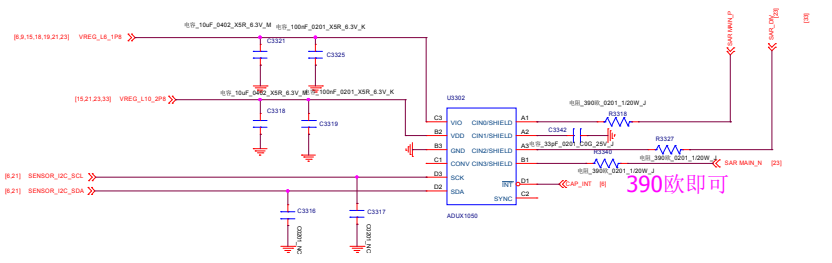 电容_10uF_0402_X5R_6.3V_M
电容_100nF_0201_X5R_6.3V_K
[23]
[33]
SAR MAIN_P
SAR_DIV
[6,9,15,18,19,21,23] VREG_L6_1P8
C3321
C3325
电容_10uF_0402_X5R_6.3V_M
电容_100nF_0201_X5R_6.3V_K
[15,21,23,33] VREG_L10_2P8
U3302
电阻_390欧_0201_1/20W_J
C3318
C3319
C3 VIO CIN0/SHIELD A1
R3318
B2 VDD CIN1/SHIELD A2
C3342
R3327
B3 GND CIN2/SHIELD A3
电容_33pF_0201_C0G_25V_J
C1 CONV CIN3/SHIELD B1
R3340
电阻_390欧_0201_1/20W_J
SAR MAIN_N [23]
[6,21] SENSOR_I2C_SCL
D3 SCK
电阻_390欧_0201_1/20W_J
[6,21] SENSOR_I2C_SDA
D2 SDA
INT D1
CAP_INT [6]
390欧即可
SYNC C2
C3316
C3317
ADUX1050
C0201_NC
C0201_NC